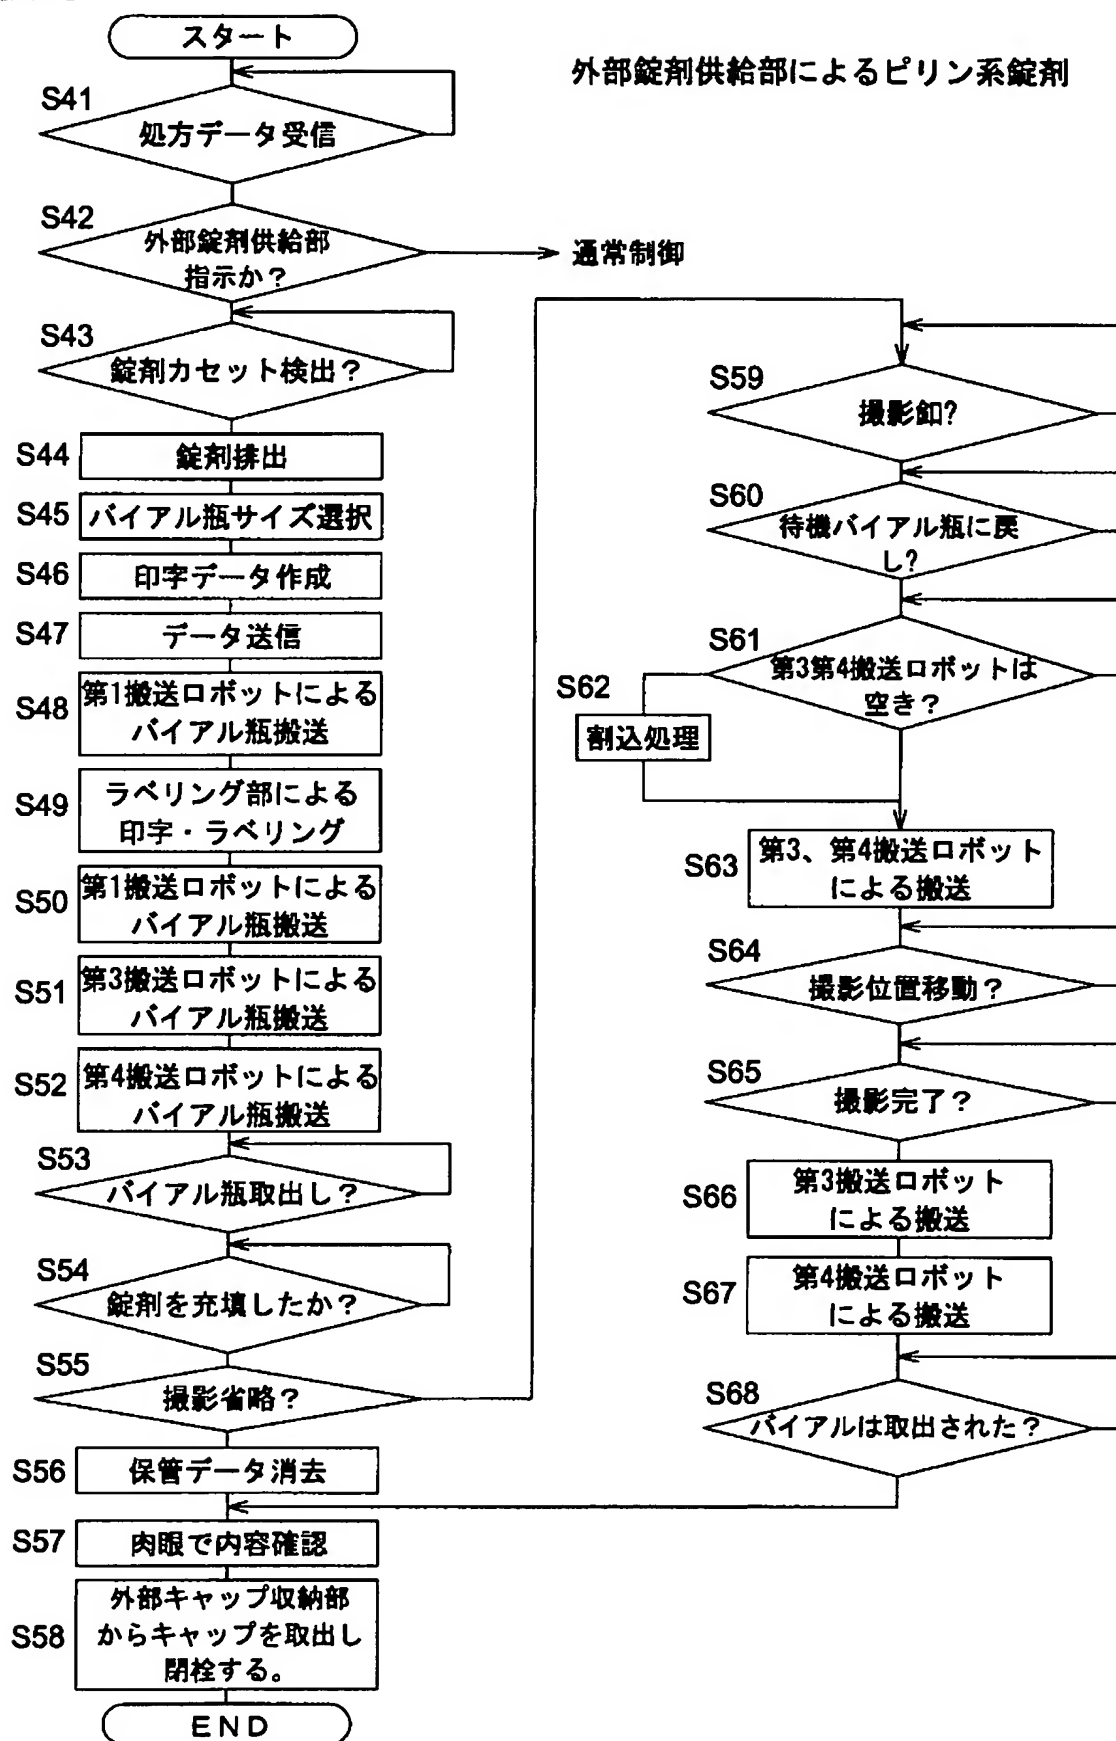 スタート
外部錠剤供給部によるピリン系錠剤
S41
処方データ受信
S42
外部錠剤供給部
指示か？
通常制御
S43
錠剤カセット検出？
S44
錠剤排出
S45
バイアル瓶サイズ選択
S46
印字データ作成
S47
データ送信
S48
第1搬送ロボットによる
バイアル瓶搬送
S49
ラベリング部による
印字・ラベリング
S50
第1搬送ロボットによる
バイアル瓶搬送
S51
第3搬送ロボットによる
バイアル瓶搬送
S52
第4搬送ロボットによる
バイアル瓶搬送
S53
バイアル瓶取出し？
S54
錠剤を充填したか？
S55
撮影省略？
S56
保管データ消去
S57
肉眼で内容確認
S58
外部キャップ収納部
からキャップを取出し
閉栓する。
END
S59
撮影釦?
S60
待機バイアル瓶に戻
し?
S61
第3第4搬送ロボットは
空き？
S62
割込処理
S63
第3、第4搬送ロボット
による搬送
S64
撮影位置移動？
S65
撮影完了？
S66
第3搬送ロボット
による搬送
S67
第4搬送ロボット
による搬送
S68
バイアルは取出された？